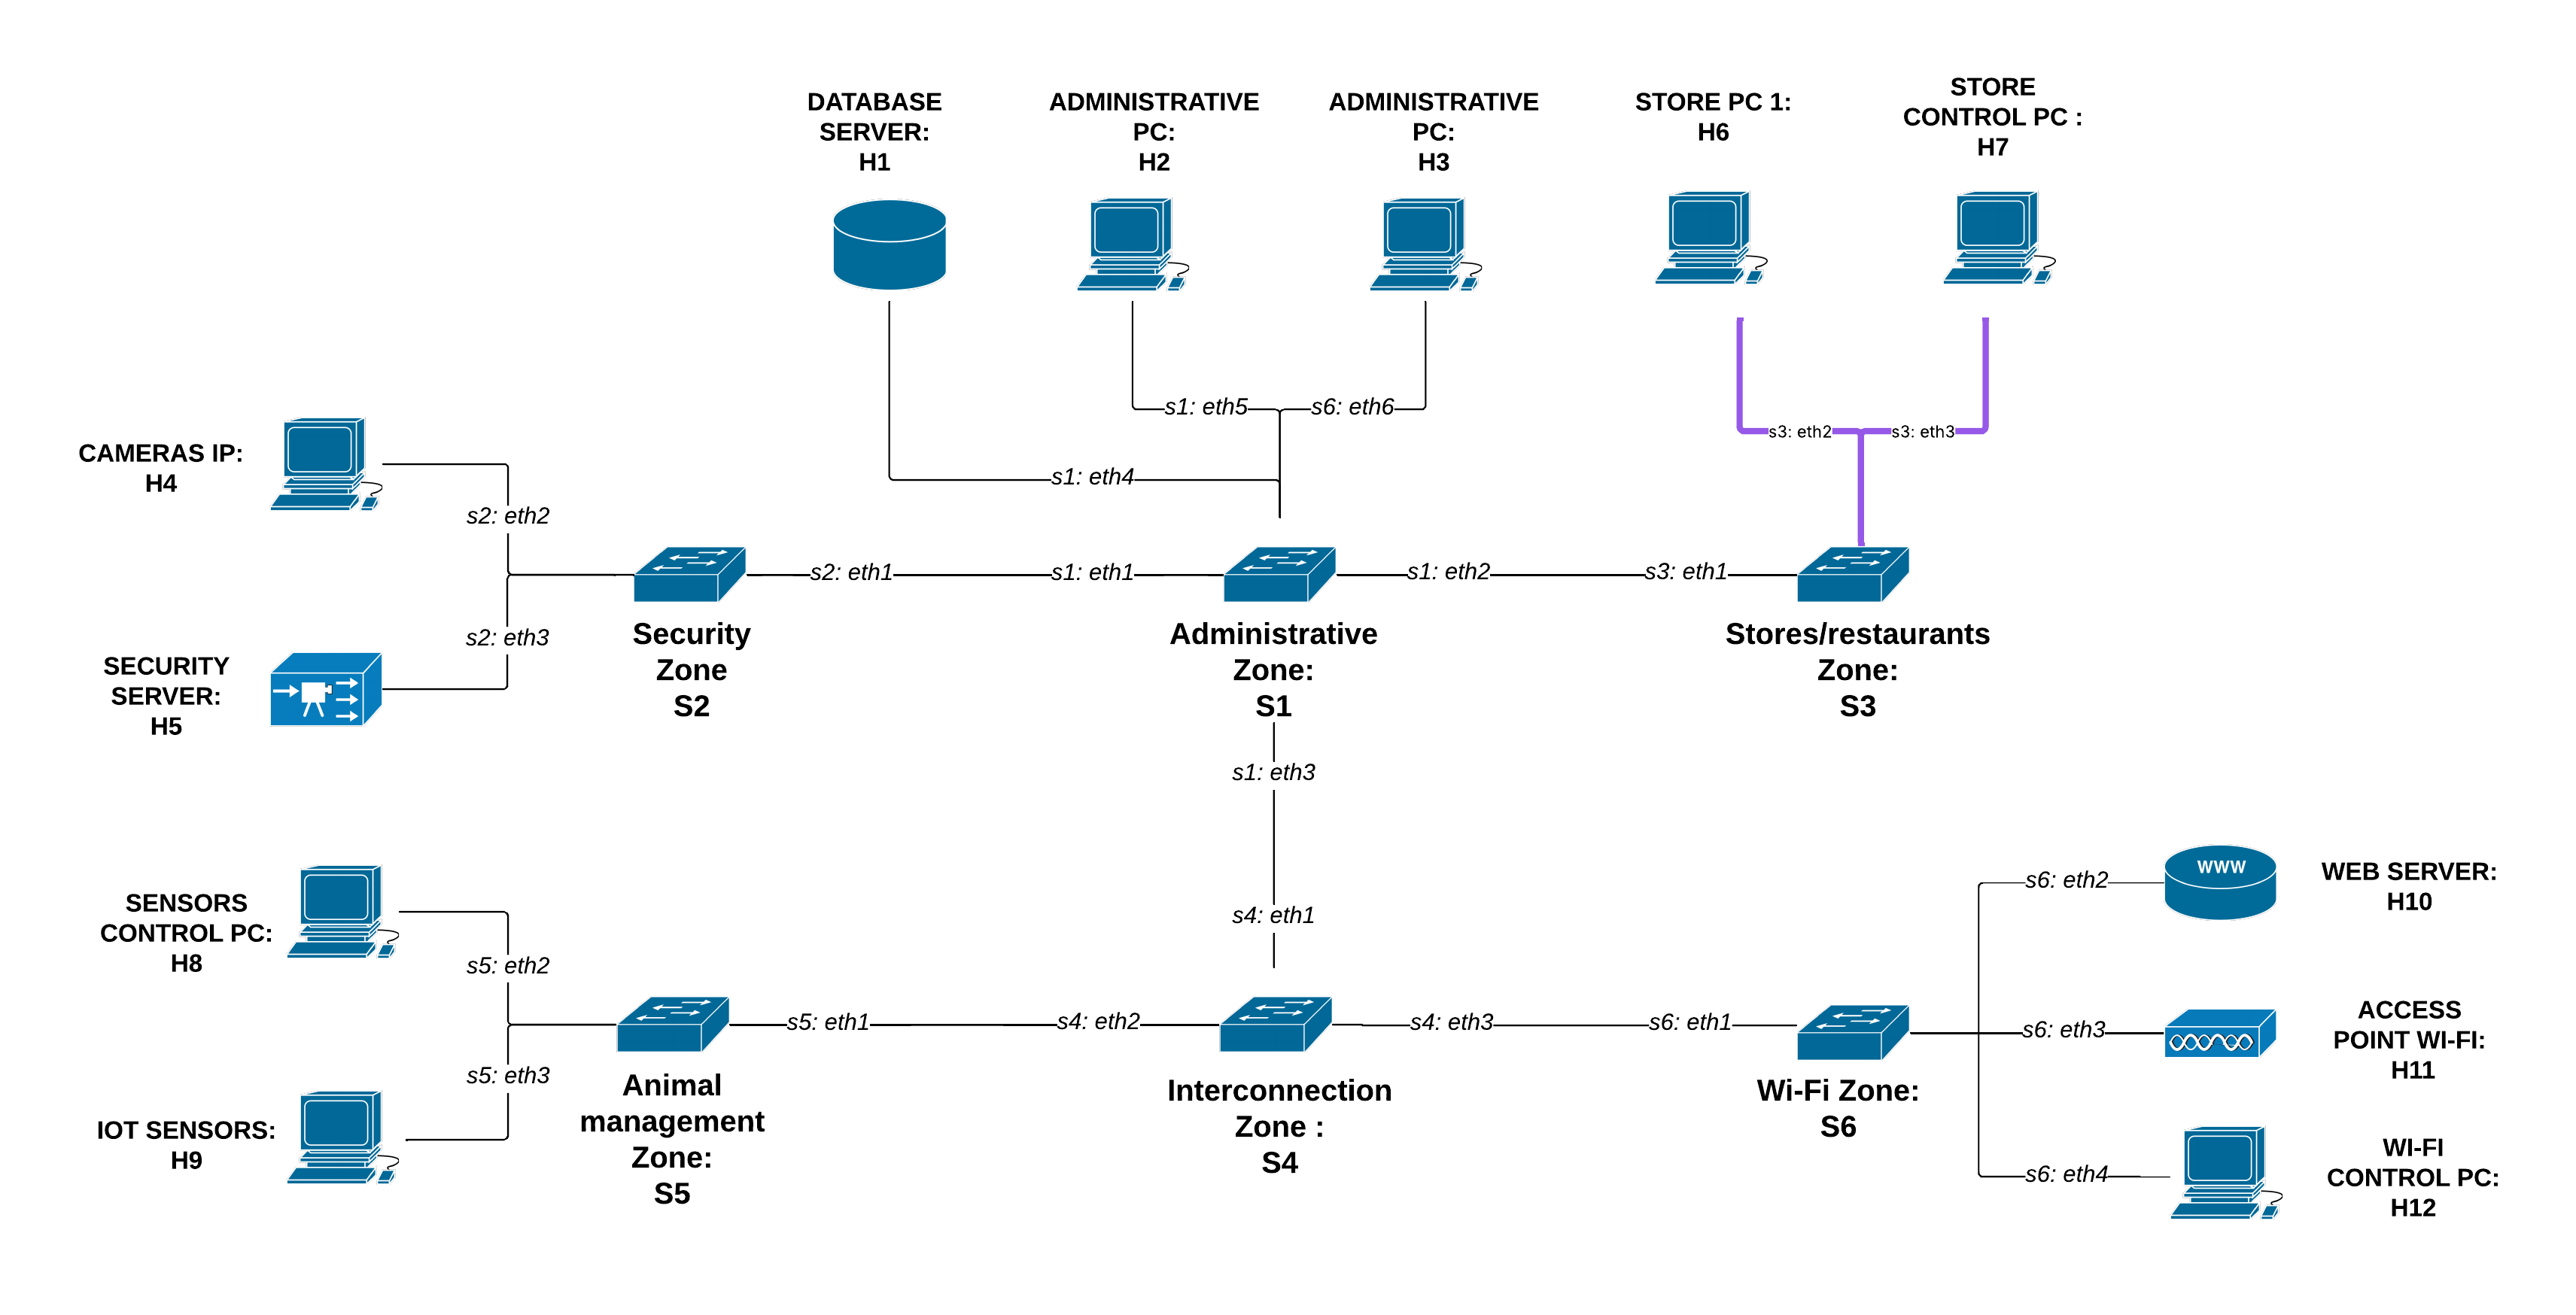 DATABASE
SERVER:
H1
ADMINISTRATIVE
PC:
H2
ADMINISTRATIVE
PC:
H3
STORE PC 1:
H6
STORE
CONTROL PC :
H7
s1: eth5
s6: eth6
s3: eth2
s3: eth3
s1: eth4
CAMERAS IP:
H4
s2: eth2
s2: eth1
s1: eth1
s1: eth2
s3: eth1
s2: eth3
SECURITY
SERVER:
H5
Security
Zone
S2
Administrative
Zone:
S1
Stores/restaurants
Zone:
S3
s1: eth3
s4: eth1
SENSORS
CONTROL PC:
H8
s5: eth2
s5: eth1
s4: eth2
s4: eth3
s6: eth1
s6: eth2
WWW
WEB SERVER:
H10
s6: eth3
ACCESS
POINT WI-FI:
H11
s5: eth3
IOT SENSORS:
H9
Animal
management
Zone:
S5
Interconnection
Zone :
S4
Wi-Fi Zone:
S6
s6: eth4
WI-FI
CONTROL PC:
H12